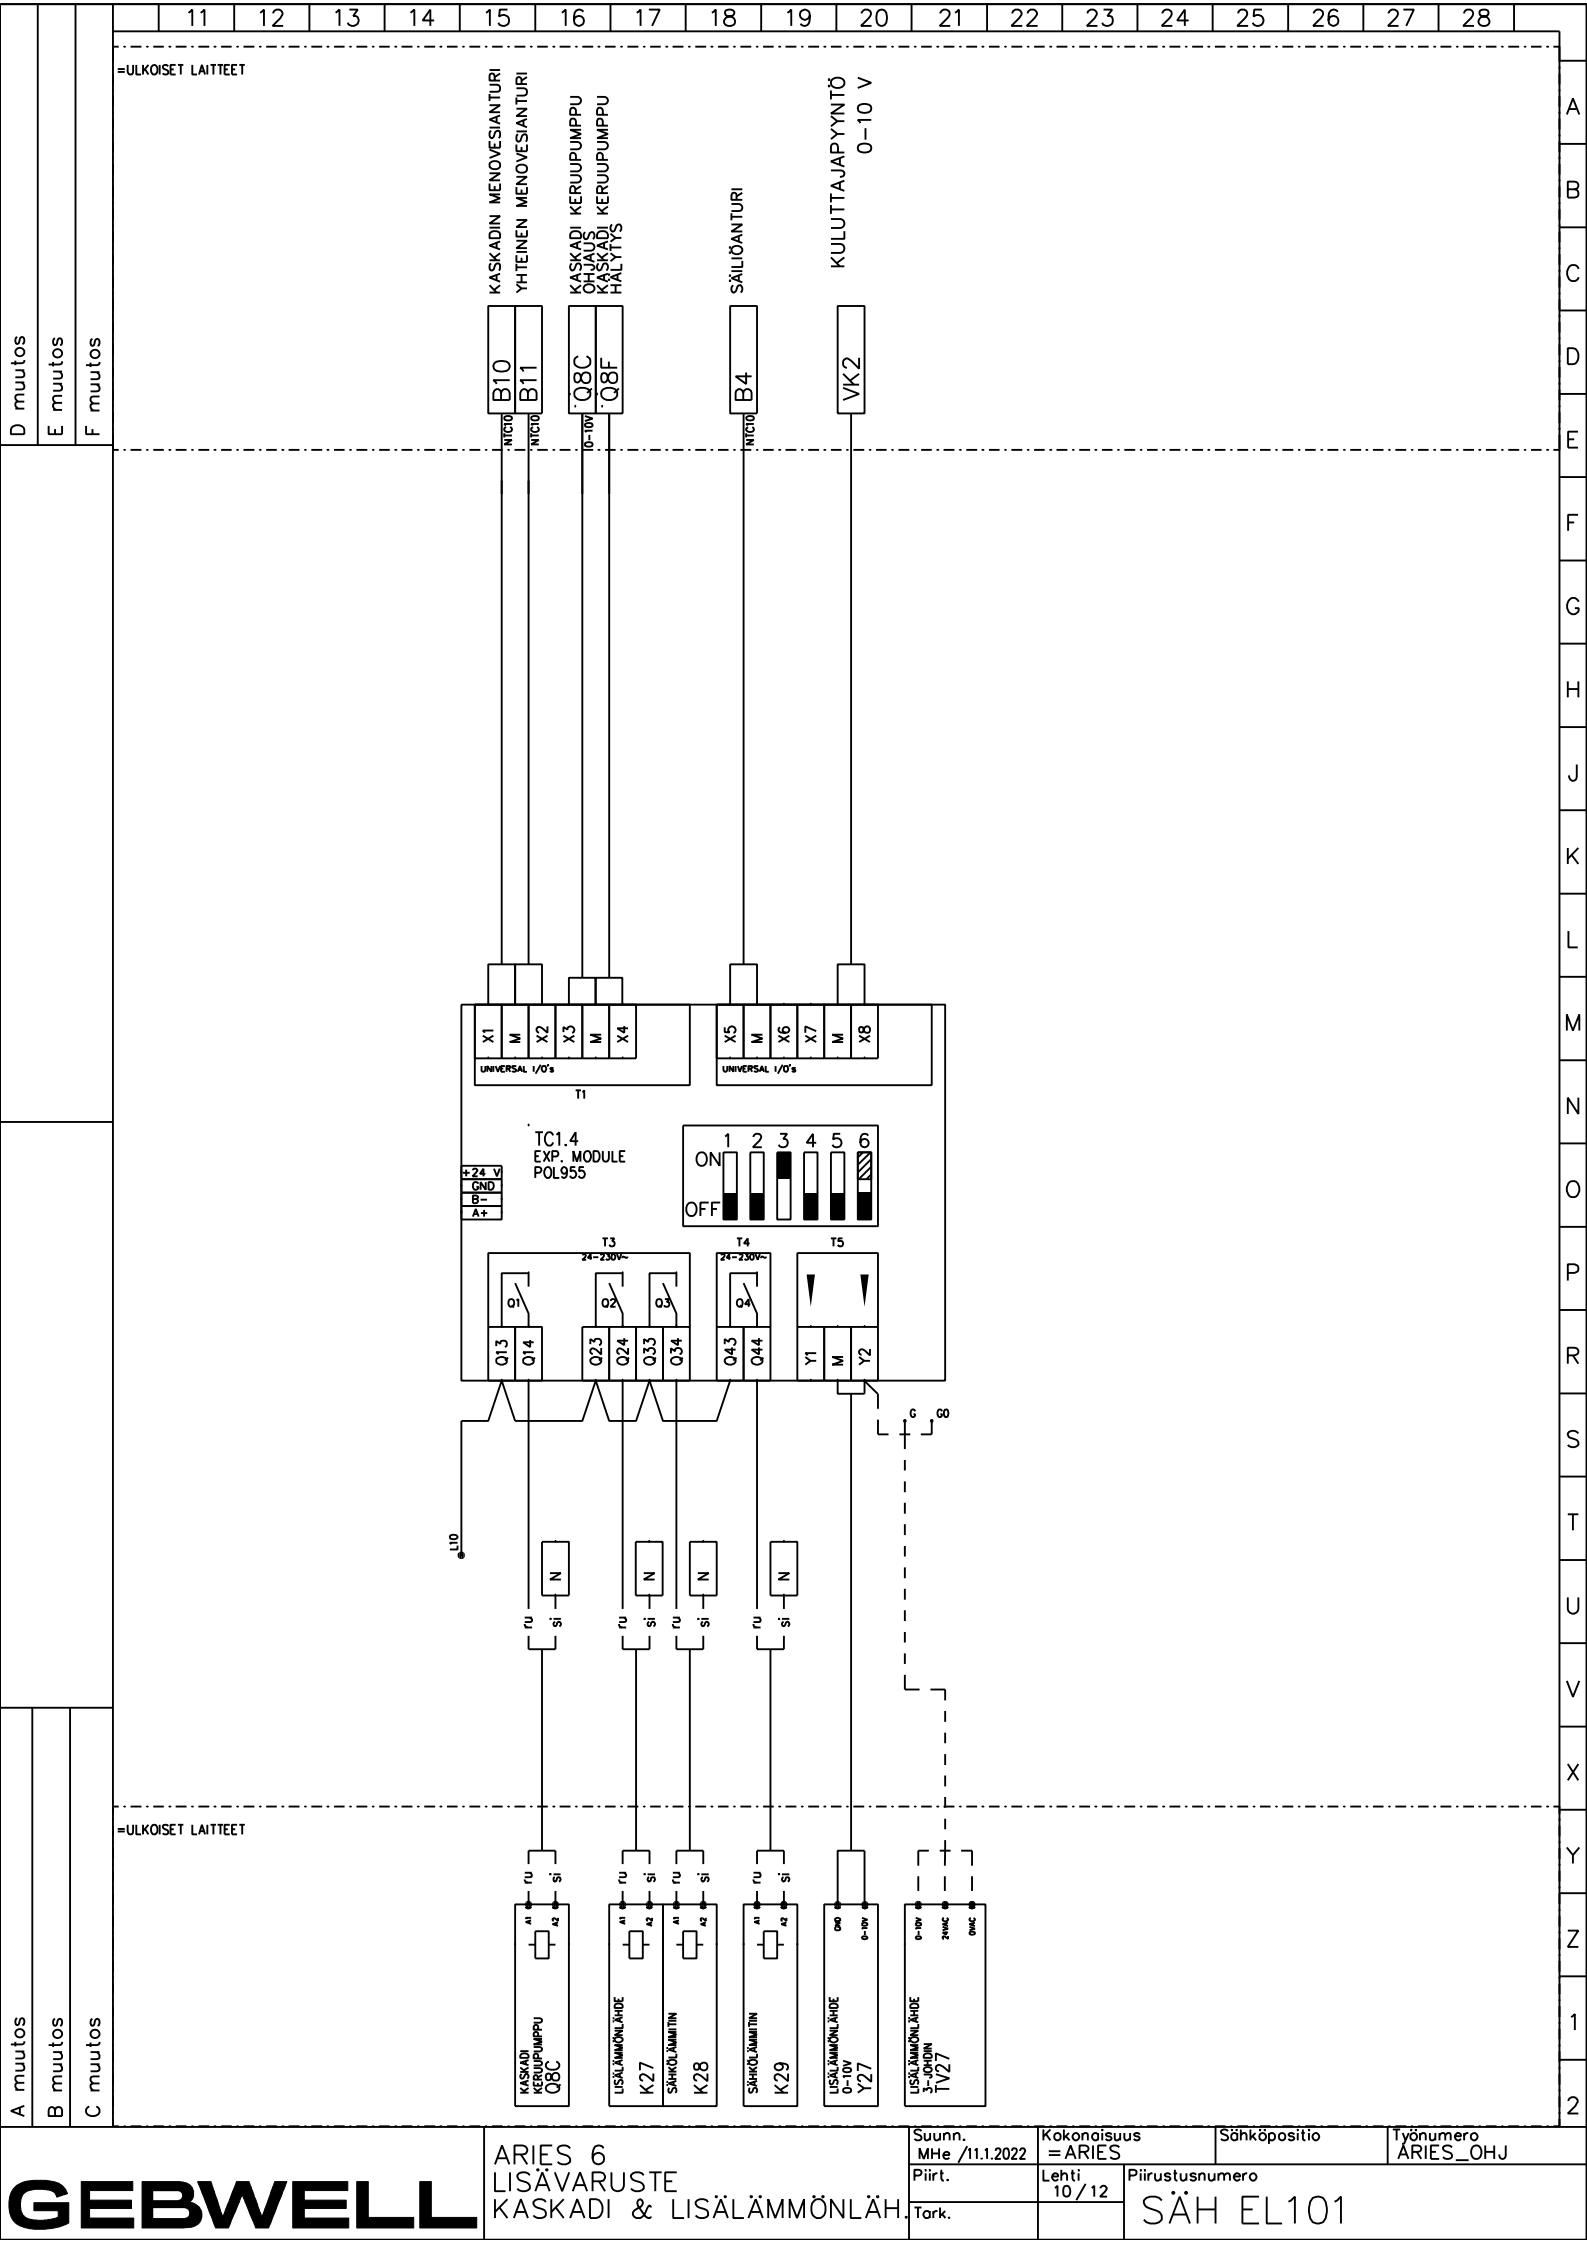 11 12 13 14 15 16 17 18 19 20 21 22 23 24 25 26 27 28
A
B
C
D
E
F
G
H
J
K
L
M
N
O
P
R
S
T
U
V
X
Y
Z
1
2
D muutos
E muutos
F muutos
A muutos
B muutos
C muutos
=ULKOISET LAITTEET
KASKADIN MENOVESIANTURI
YHTEINEN MENOVESIANTURI
KASKADI KERUUPUMPPU
OHJAUS
KASKADI KERUUPUMPPU
HÄLYTYS
SÄILIÖANTURI
KULUTTAJAPYYNTÖ
0-10 V
B10
B11
Q8C
Q8F
B4
VK2
NTC10
NTC10
0-10V
NTC10
X1 M X2 X3 M X4
UNIVERSAL I/O's
T1
X5 M X6 X7 M X8
UNIVERSAL I/O's
TC1.4
EXP. MODULE
POL955
+24 V
GND
B-
A+
1 2 3 4 5 6
ON
OFF
T3
24-230V~
T4
24-230V~
T5
Q1 Q2 Q3 Q4
Q13 Q14 Q23 Q24 Q33 Q34 Q43 Q44 Y1 M Y2
G G0
L10
N N N N
ru si ru si ru si ru si
=ULKOISET LAITTEET
ru si ru si ru si ru si
A1 A2 A1 A2 A1 A2 A1 A2
GND 0-10V
0-10V 24VAC 0VAC
KASKADI
KERUUPUMPPU
Q8C
LISÄLÄMMÖNLÄHDE
K27
SÄHKÖLÄMMITIN
K28
SÄHKÖLÄMMITIN
K29
LISÄLÄMMÖNLÄHDE
0-10V
Y27
LISÄLÄMMÖNLÄHDE
3-JOHDIN
TV27
GEBWELL
ARIES 6
LISÄVARUSTE
KASKADI & LISÄLÄMMÖNLÄH.
Suunn.
MHe /11.1.2022
Piirt.
Tark.
Kokonaisuus
=ARIES
Sähköpositio
Työnumero
ARIES_OHJ
Lehti
10/12
Piirustusnumero
SÄH EL101